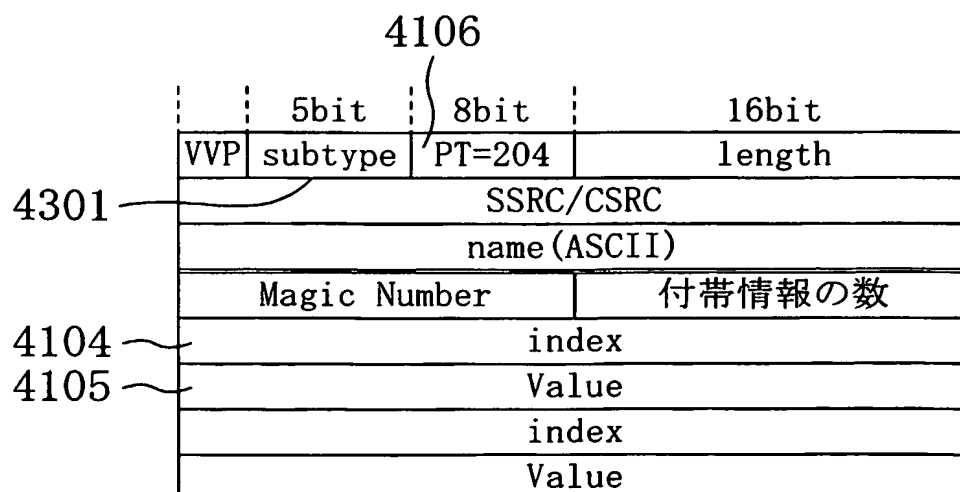 4106
5bit 8bit 16bit
VVP subtype PT=204 length
4301
SSRC/CSRC
name(ASCII)
Magic Number 付帯情報の数
4104 index
4105 Value
index
Value